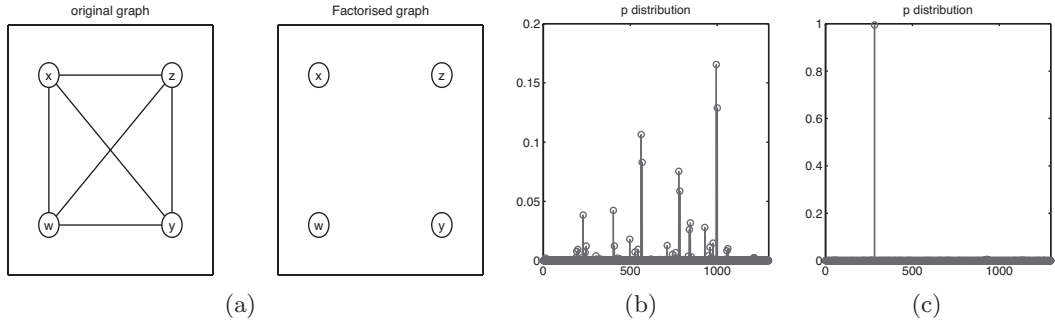 original graph
x
z
w
y
Factorised graph
x
z
w
y
(a)
p distribution
0.2
0.15
0.1
0.05
0
0
500
1000
(b)
p distribution
1
0.8
0.6
0.4
0.2
0
0
500
1000
(c)